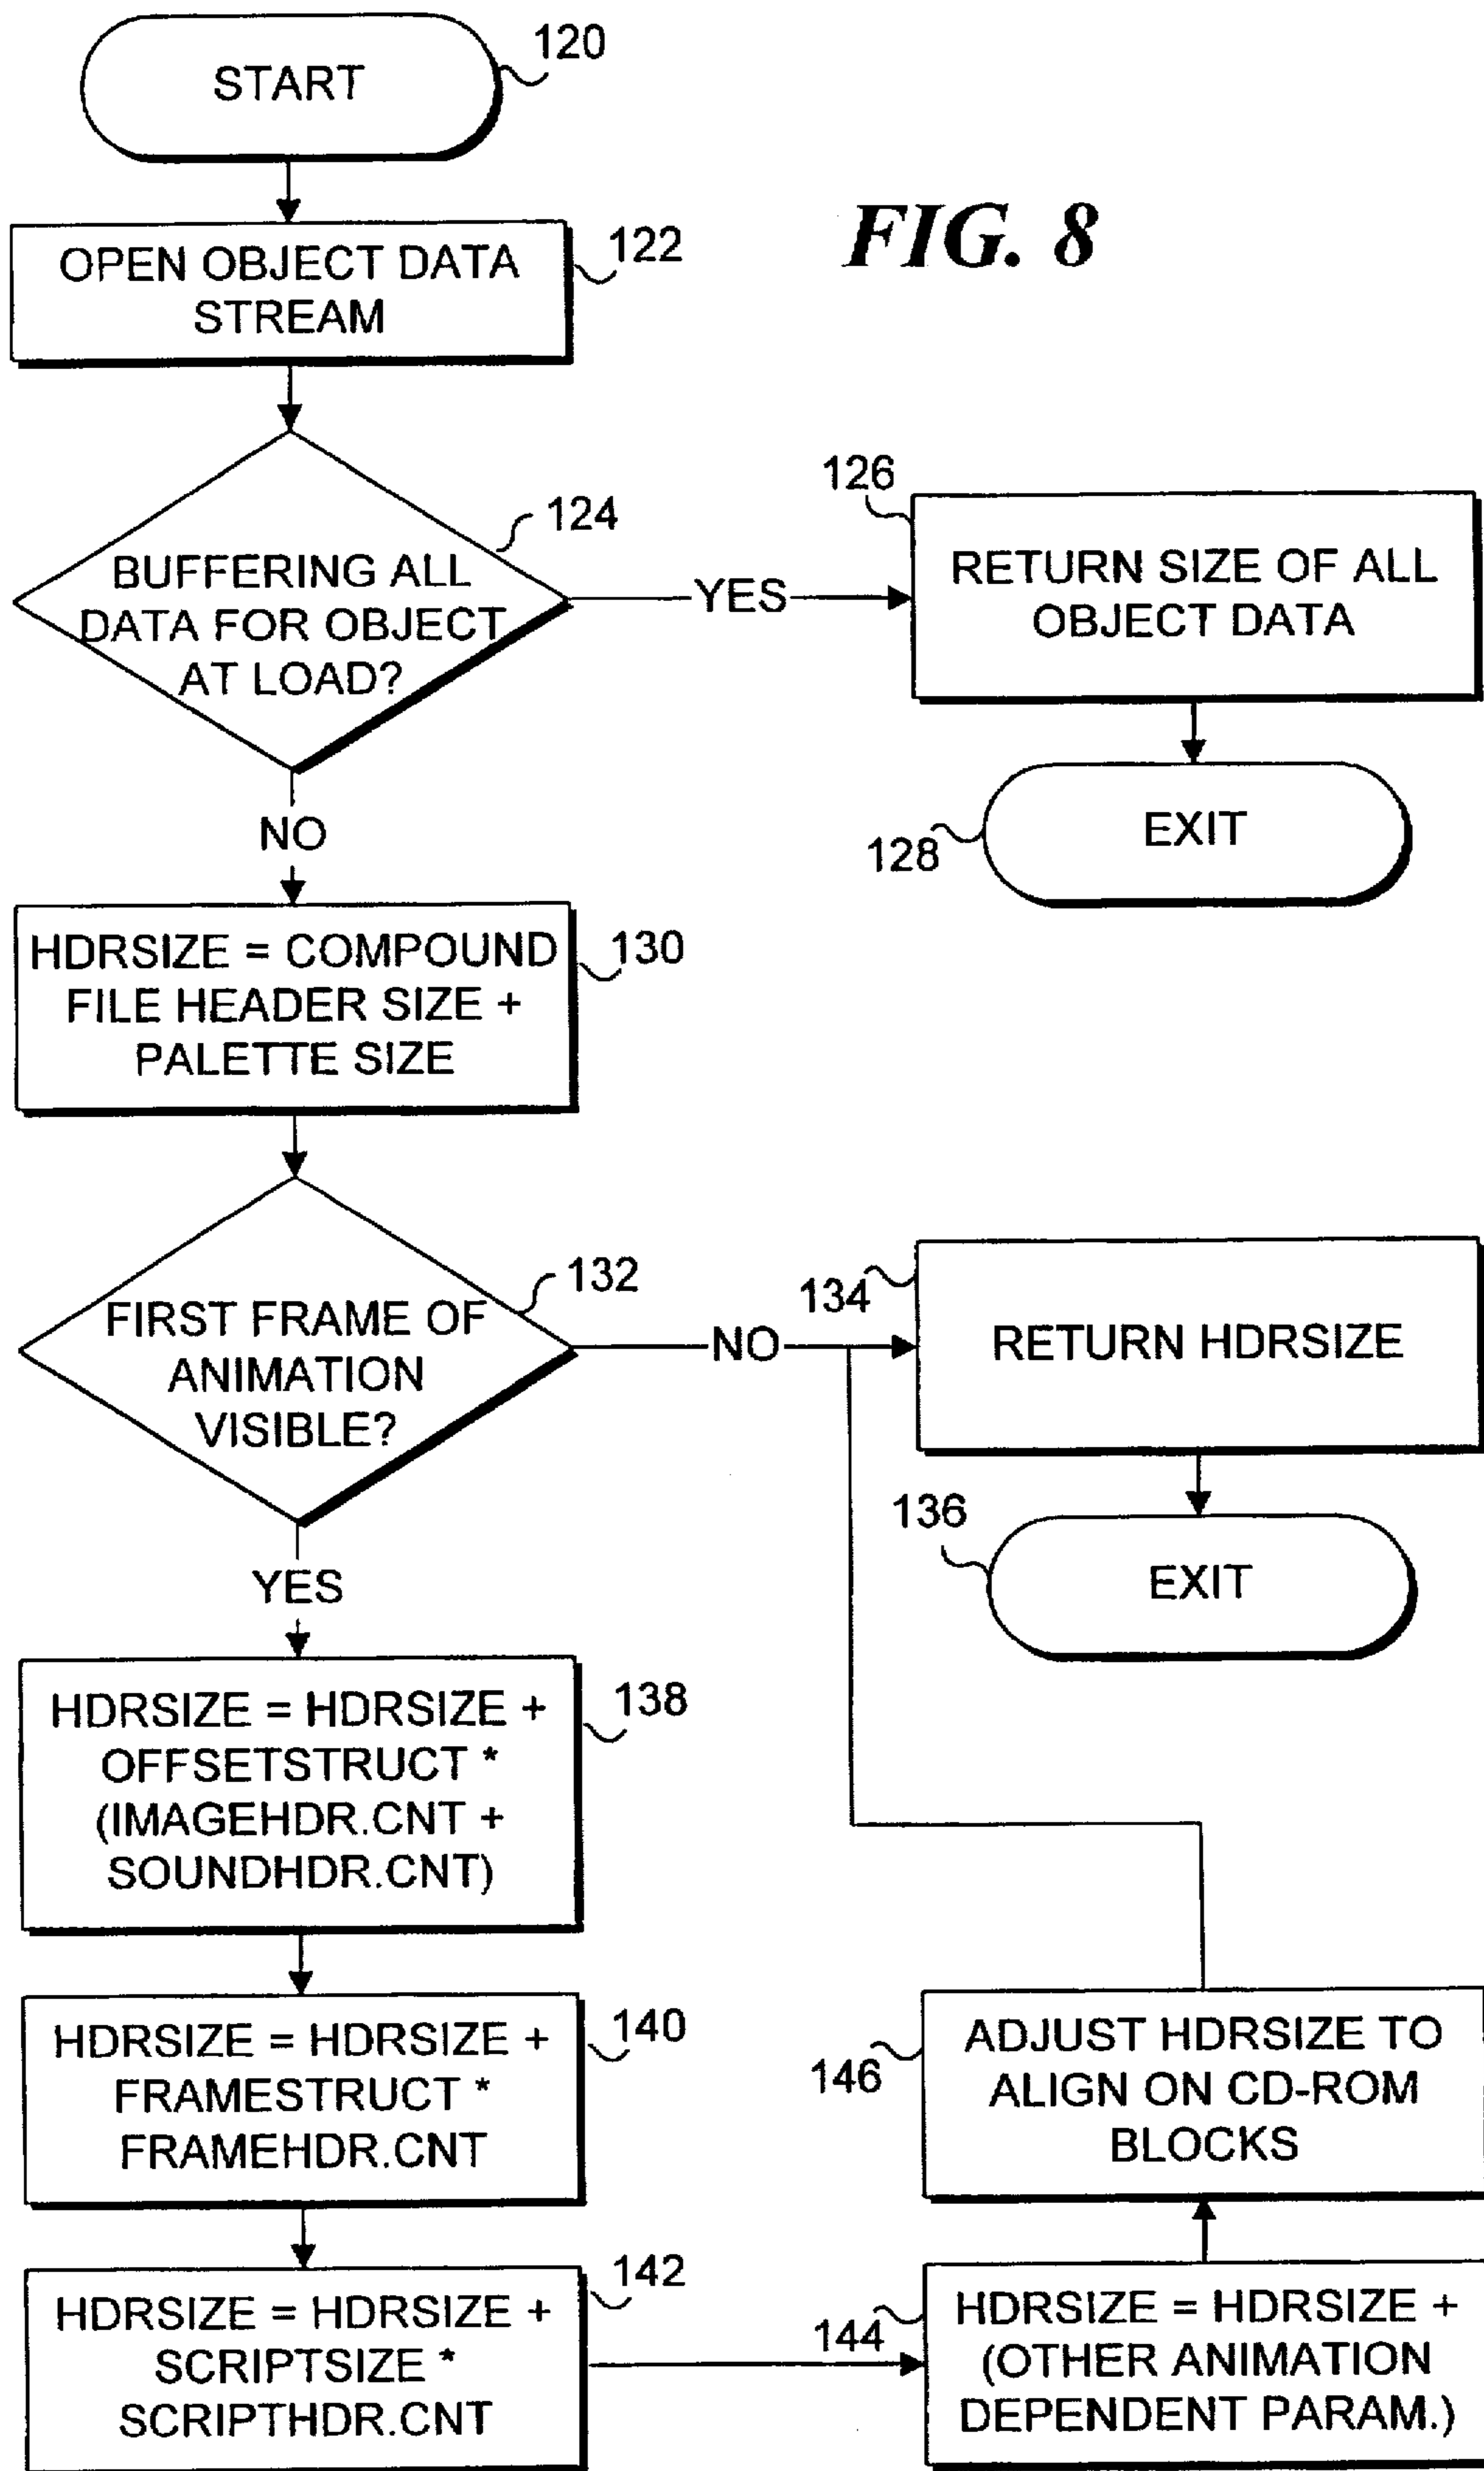 START
120
FIG. 8
OPEN OBJECT DATA
STREAM
122
BUFFERING ALL
DATA FOR OBJECT
AT LOAD?
124
YES
126
RETURN SIZE OF ALL
OBJECT DATA
128
EXIT
NO
HDRSIZE = COMPOUND
FILE HEADER SIZE +
PALETTE SIZE
130
FIRST FRAME OF
ANIMATION
VISIBLE?
132
NO
134
RETURN HDRSIZE
136
EXIT
YES
HDRSIZE = HDRSIZE +
OFFSETSTRUCT *
(IMAGEHDR.CNT +
SOUNDHDR.CNT)
138
HDRSIZE = HDRSIZE +
FRAMESTRUCT *
FRAMEHDR.CNT
140
HDRSIZE = HDRSIZE +
SCRIPTSIZE *
SCRIPTHDR.CNT
142
144
HDRSIZE = HDRSIZE +
(OTHER ANIMATION
DEPENDENT PARAM.)
146
ADJUST HDRSIZE TO
ALIGN ON CD-ROM
BLOCKS